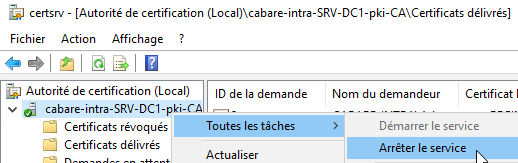 certsrv - [Autorité de certification (Local)\cabare-intra-SRV-DC1-pki-CA\Certificats délivrés]
Fichier Action Affichage ?
Autorité de certification (Local)
cabare-intra-SRV-DC1-pki-CA
Certificats révoqués
Certificats délivrés
Demandes en attent
ID de la demande Nom du demandeur Certificat
Toutes les tâches Démarrer le service
Arrêter le service
Actualiser